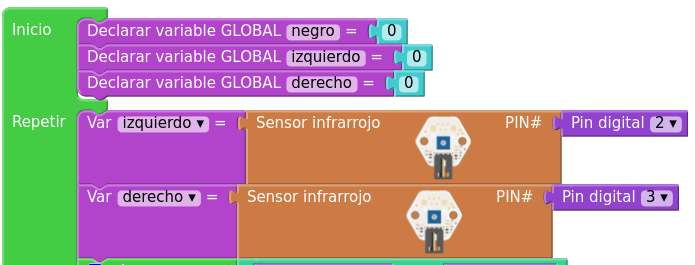 Inicio Declarar variable GLOBAL negro = 0
Declarar variable GLOBAL izquierdo = 0
Declarar variable GLOBAL derecho = 0
Repetir Var izquierdo ▾ = Sensor infrarrojo PIN# Pin digital 2 ▾
Var derecho ▾ = Sensor infrarrojo PIN# Pin digital 3 ▾